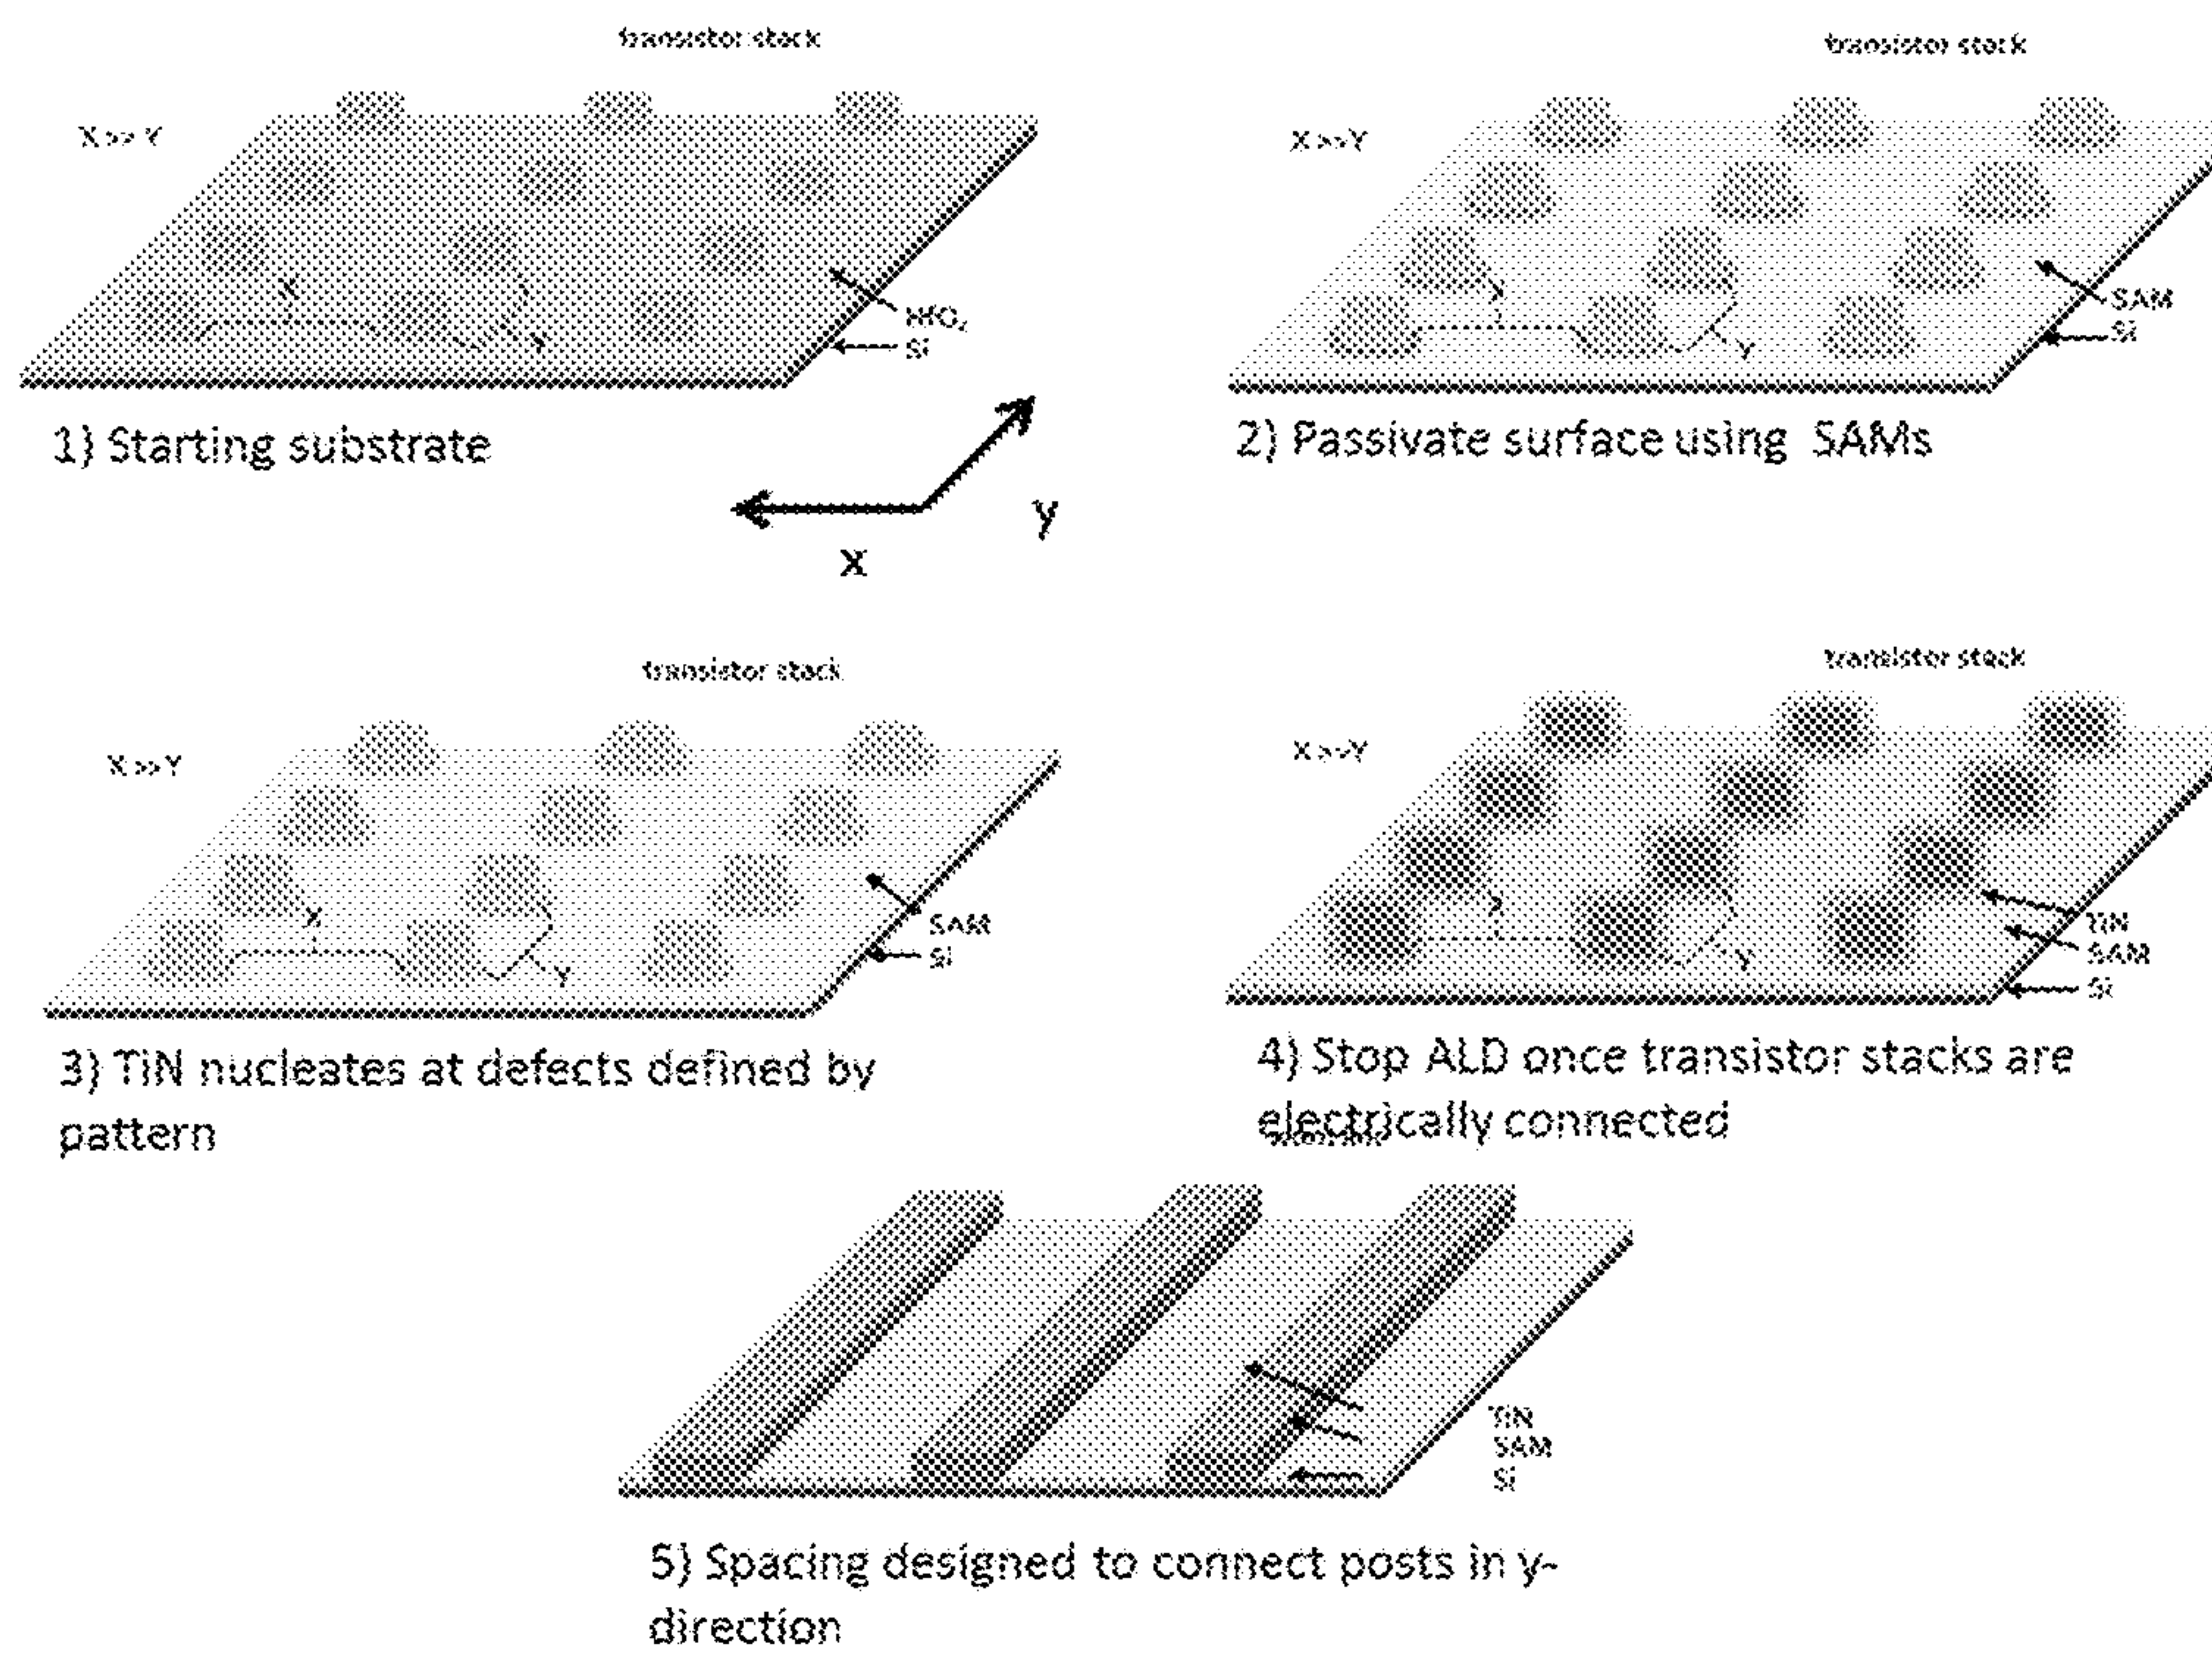 transistor stack
X >> Y
X
Y
HfO₂
Si
1) Starting substrate
x
y
transistor stack
X >>Y
X
Y
SAM
Si
2) Passivate surface using SAMs
transistor stack
X >>Y
X
Y
SAM
Si
3) TiN nucleates at defects defined by
pattern
transistor stack
X >>Y
X
Y
TiN
SAM
Si
4) Stop ALD once transistor stacks are
electrically connected
TiN
SAM
Si
5) Spacing designed to connect posts in y-
direction